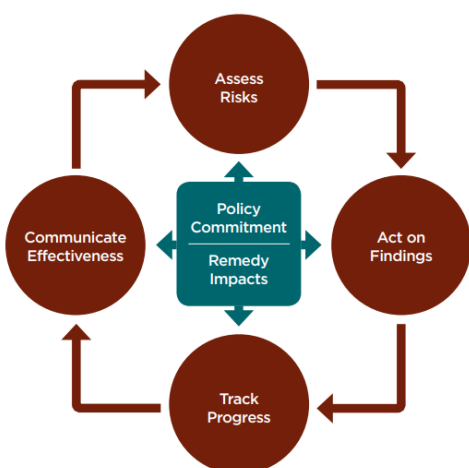 Assess
Risks
Policy
Commitment
Remedy
Impacts
Communicate
Effectiveness
Act on
Findings
Track
Progress